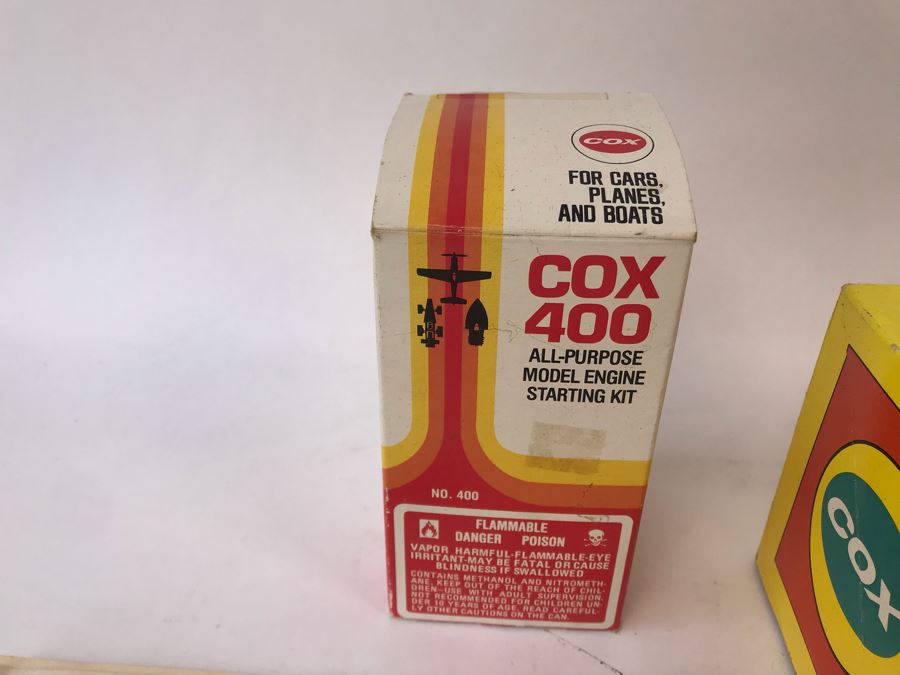 COX
FOR CARS,
PLANES,
AND BOATS
COX
400
ALL-PURPOSE
MODEL ENGINE
STARTING KIT
NO. 400
FLAMMABLE
DANGER POISON
VAPOR HARMFUL-FLAMMABLE-EYE
IRRITANT-MAY BE FATAL OR CAUSE
BLINDNESS IF SWALLOWED
CONTAINS METHANOL AND NITROMETH-
ANE. KEEP OUT OF THE REACH OF CHIL-
DREN-USE WITH ADULT SUPERVISION.
NOT RECOMMENDED FOR CHILDREN UN-
DER 10 YEARS OF AGE. READ CAREFUL-
LY OTHER CAUTIONS ON THE CAN.
COX